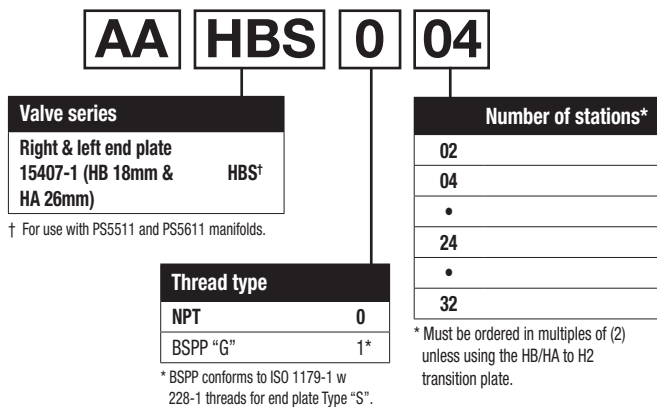 AA HBS 0 04
Valve series
Right & left end plate
15407-1 (HB 18mm & HBS†
HA 26mm)
† For use with PS5511 and PS5611 manifolds.
Thread type
NPT 0
BSPP “G” 1*
* BSPP conforms to ISO 1179-1 w
228-1 threads for end plate Type “S”.
Number of stations*
02
04
•
24
•
32
* Must be ordered in multiples of (2)
unless using the HB/HA to H2
transition plate.